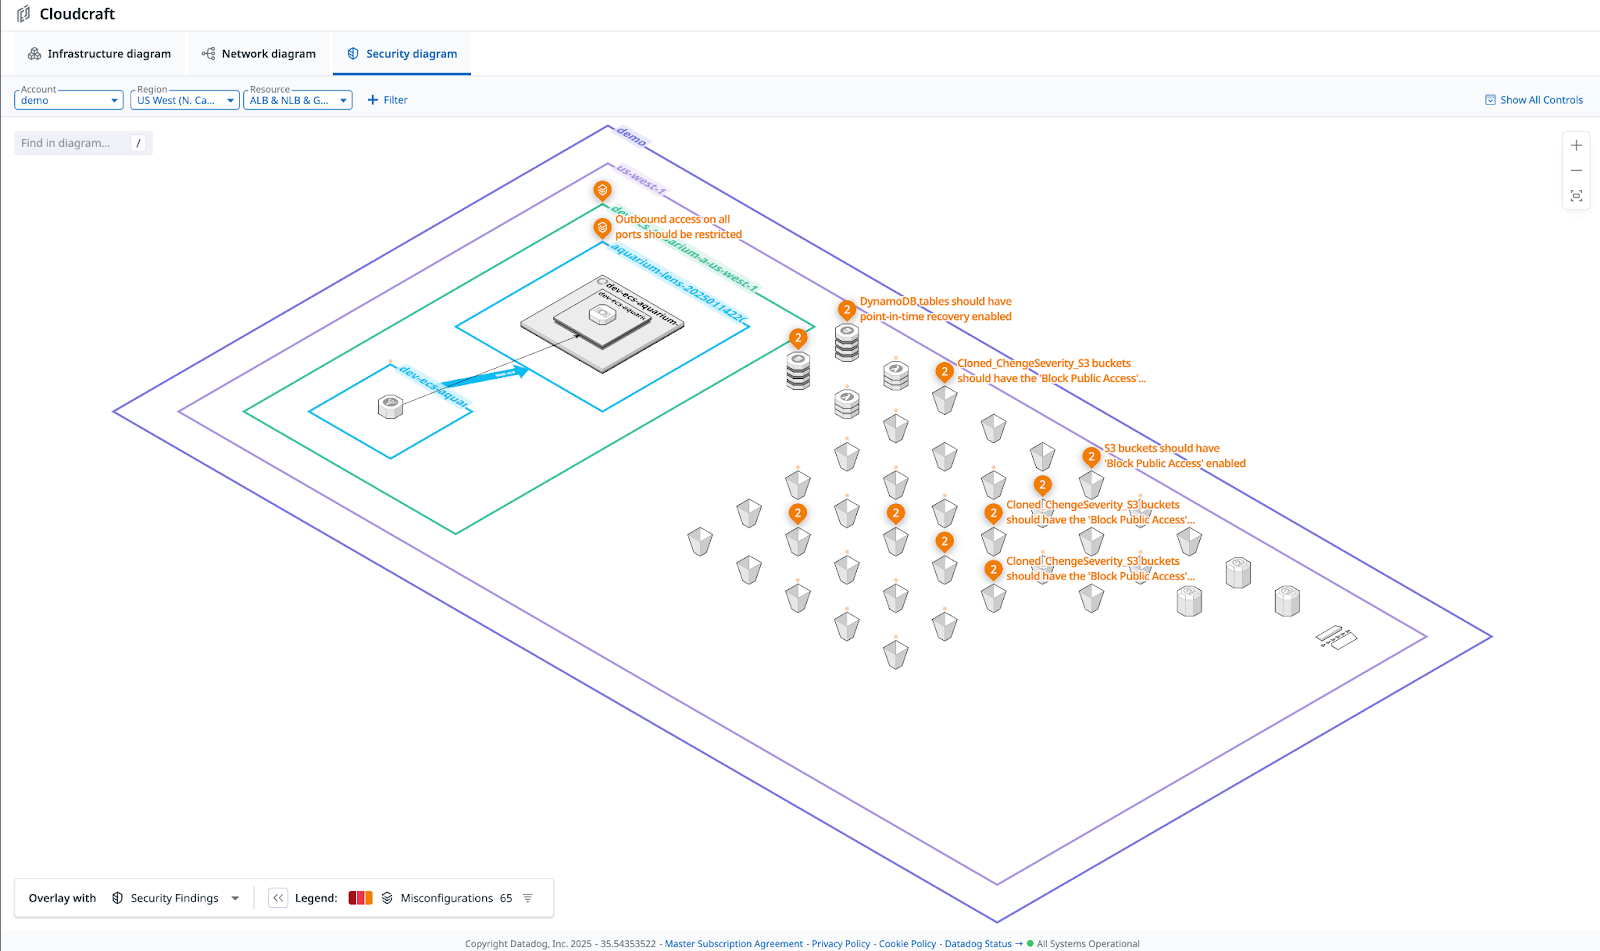 Cloudcraft
Infrastructure diagram
Network diagram
Security diagram
Account
demo
Region
US West (N. Ca...
Resource
ALB & NLB & G...
+ Filter
Show All Controls
Find in diagram...
/
demo
us-west-1
Outbound access on all
ports should be restricted
aquarium-a-us-west-1
aquarium-lens-20250114220
dev-ecs-aquarium
dev-ecs-aquari
dev-ecs-aquar
2
DynamoDB tables should have
point-in-time recovery enabled
2
2
Cloned_ChengeSeverity_S3 buckets
should have the 'Block Public Access'...
2
S3 buckets should have
'Block Public Access' enabled
2
2
2
2
Cloned_ChengeSeverity_S3 buckets
should have the 'Block Public Access'...
2
2
Cloned_ChengeSeverity_S3 buckets
should have the 'Block Public Access'...
Overlay with
Security Findings
Legend:
Misconfigurations 65
Copyright Datadog, Inc. 2025 - 35.54353522 - Master Subscription Agreement - Privacy Policy - Cookie Policy - Datadog Status → All Systems Operational